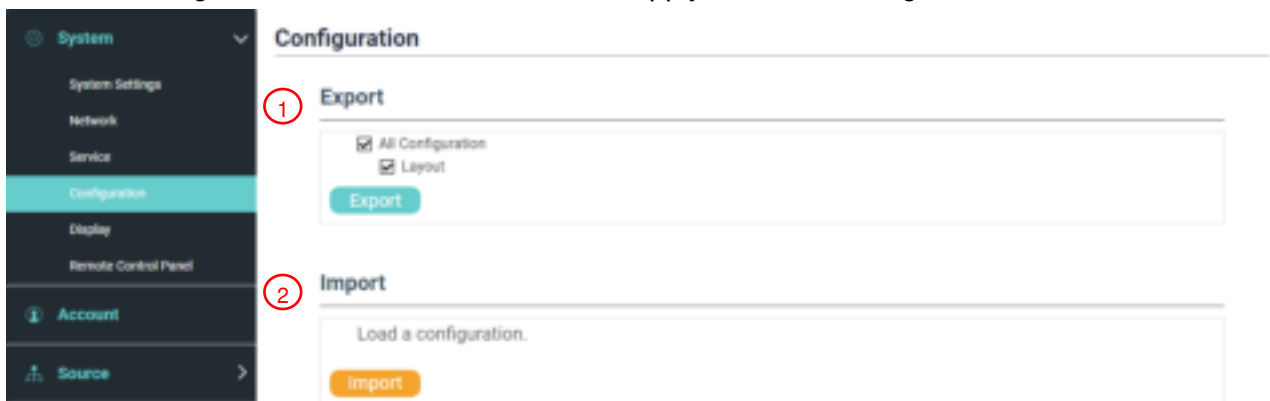 System
System Settings
Network
Service
Configuration
Display
Remote Control Panel
Account
Source
Configuration
1
Export
All Configuration
Layout
Export
2
Import
Load a configuration.
Import